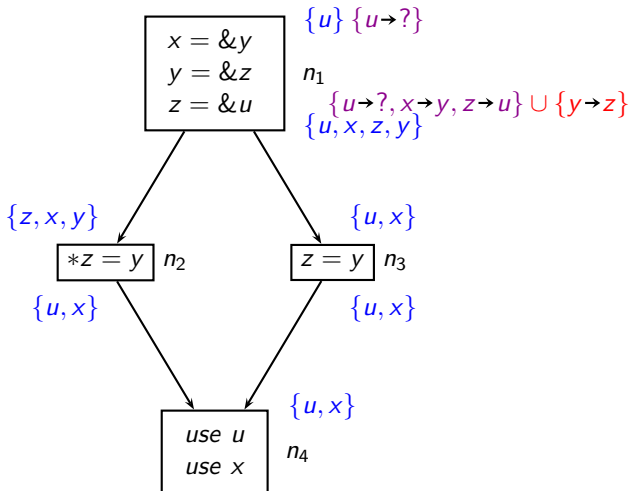 {u} {u→?}
x = &y
y = &z
z = &u
n1
{u→?, x→y, z→u} ∪ {y→z}
{u, x, z, y}
{z, x, y}
{u, x}
*z = y
n2
z = y
n3
{u, x}
{u, x}
{u, x}
use u
use x
n4